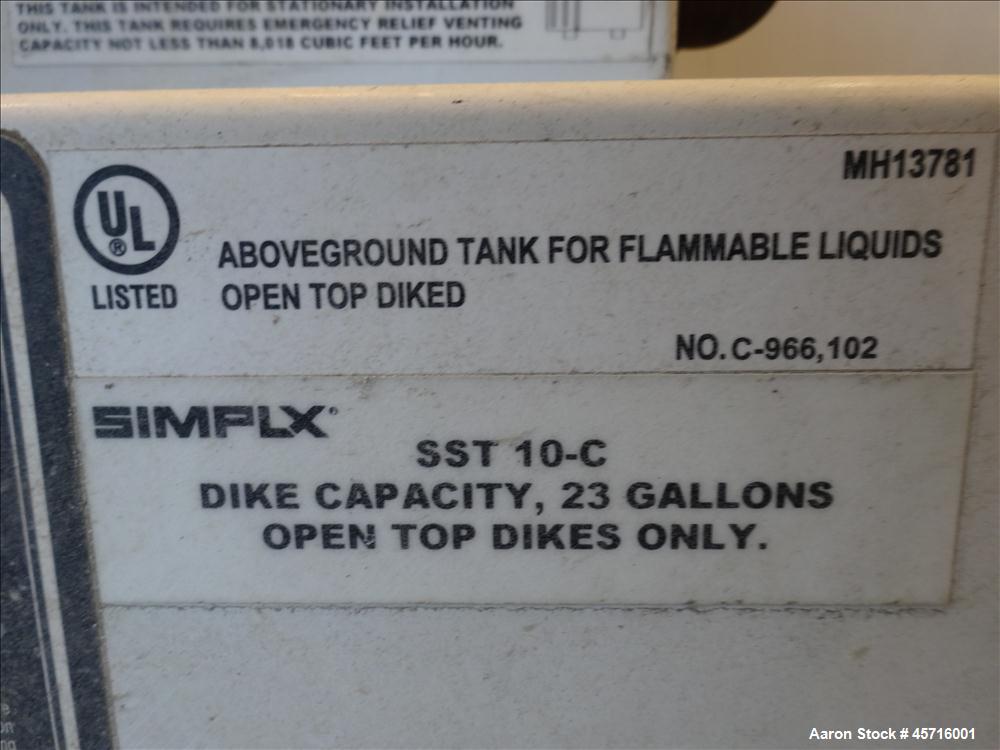 THIS TANK IS INTENDED FOR STATIONARY INSTALLATION
ONLY. THIS TANK REQUIRES EMERGENCY RELIEF VENTING
CAPACITY NOT LESS THAN 8,018 CUBIC FEET PER HOUR.
MH13781
UL
®
LISTED
ABOVEGROUND TANK FOR FLAMMABLE LIQUIDS
OPEN TOP DIKED
NO. C-966,102
SIMPLX®
SST 10-C
DIKE CAPACITY, 23 GALLONS
OPEN TOP DIKES ONLY.
Aaron Stock # 45716001